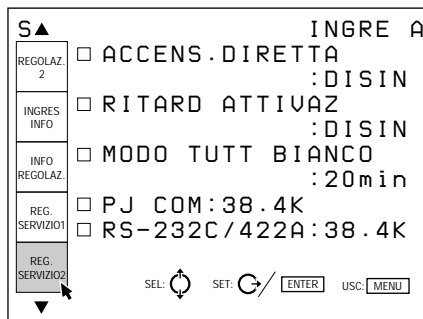 S▲ INGRE A
REGOLAZ.
2
INGRES
INFO
INFO
REGOLAZ.
REG.
SERVIZIO1
REG.
SERVIZIO2
▼
□ ACCENS.DIRETTA
:DISIN
□ RITARD ATTIVAZ
:DISIN
□ MODO TUTT BIANCO
:20min
□ PJ COM:38.4K
□ RS-232C/422A:38.4K
SEL: SET: / ENTER USC: MENU